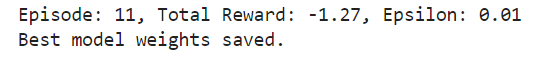 Episode: 11, Total Reward: -1.27, Epsilon: 0.01
Best model weights saved.